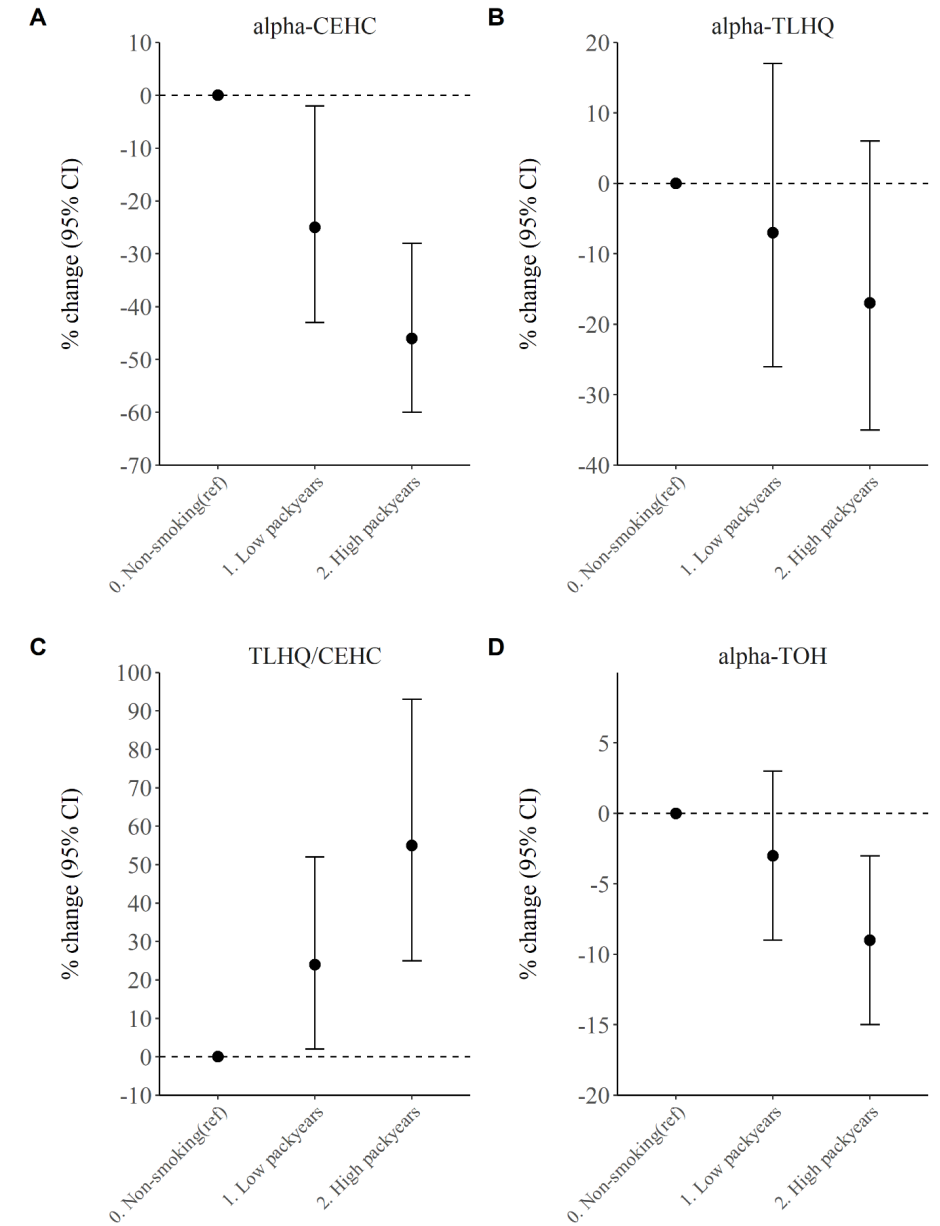 A
alpha-CEHC
10
0
-10
-20
-30
-40
-50
-60
-70
% change (95% CI)
0. Non-smoking(ref)
1. Low packyears
2. High packyears
B
alpha-TLHQ
20
10
0
-10
-20
-30
-40
% change (95% CI)
0. Non-smoking(ref)
1. Low packyears
2. High packyears
C
TLHQ/CEHC
100
90
80
70
60
50
40
30
20
10
0
-10
% change (95% CI)
0. Non-smoking(ref)
1. Low packyears
2. High packyears
D
alpha-TOH
5
0
-5
-10
-15
-20
% change (95% CI)
0. Non-smoking(ref)
1. Low packyears
2. High packyears